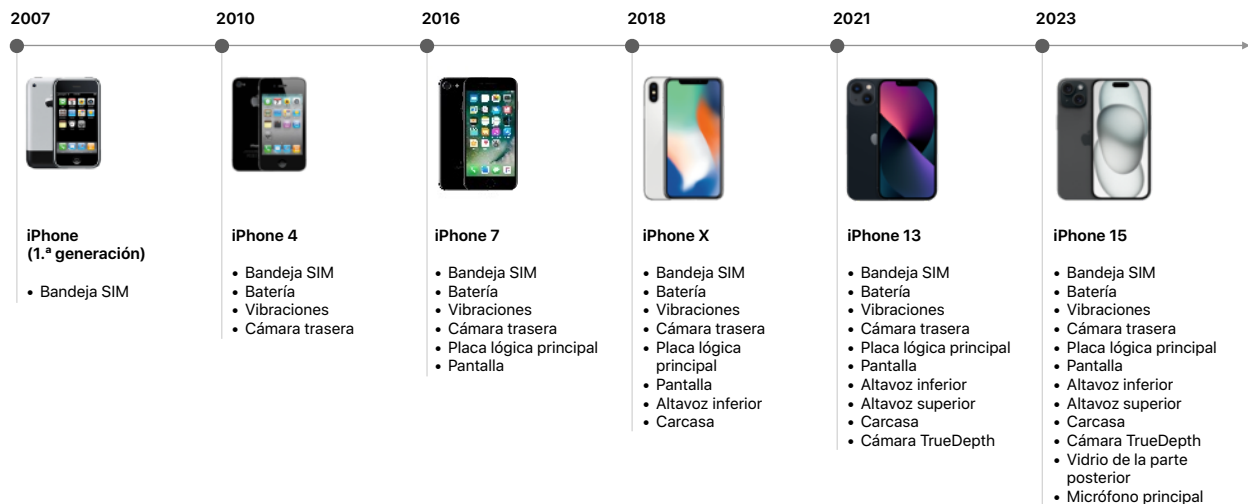 2007
2010
2016
2018
2021
2023
iPhone
(1.ª generación)
• Bandeja SIM
iPhone 4
• Bandeja SIM
• Batería
• Vibraciones
• Cámara trasera
iPhone 7
• Bandeja SIM
• Batería
• Vibraciones
• Cámara trasera
• Placa lógica principal
• Pantalla
iPhone X
• Bandeja SIM
• Batería
• Vibraciones
• Cámara trasera
• Placa lógica
principal
• Pantalla
• Altavoz inferior
• Carcasa
iPhone 13
• Bandeja SIM
• Batería
• Vibraciones
• Cámara trasera
• Placa lógica principal
• Pantalla
• Altavoz inferior
• Altavoz superior
• Carcasa
• Cámara TrueDepth
iPhone 15
• Bandeja SIM
• Batería
• Vibraciones
• Cámara trasera
• Placa lógica principal
• Pantalla
• Altavoz inferior
• Altavoz superior
• Carcasa
• Cámara TrueDepth
• Vidrio de la parte
posterior
• Micrófono principal